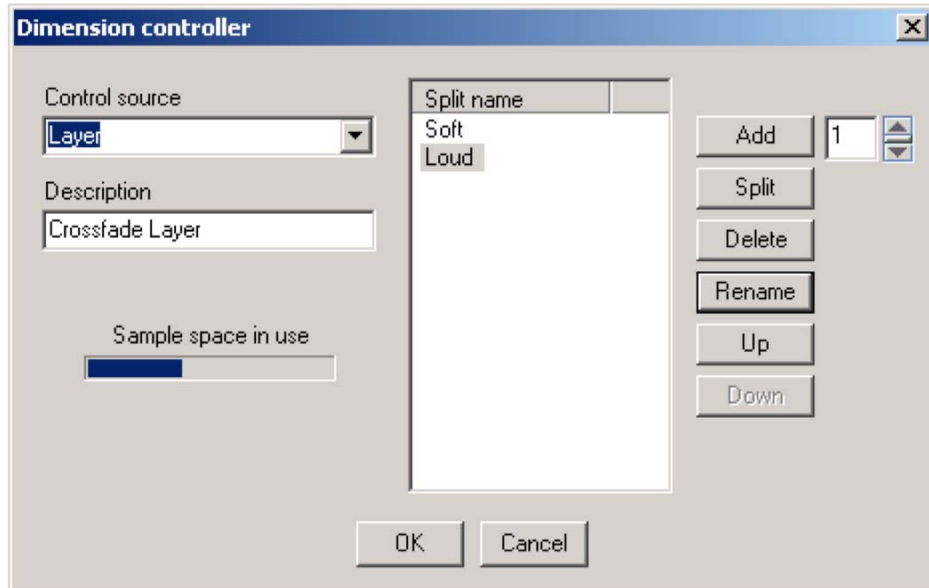 Dimension controller
Control source
Layer
Description
Crossfade Layer
Sample space in use
Split name
Soft
Loud
Add
1
Split
Delete
Rename
Up
Down
OK
Cancel